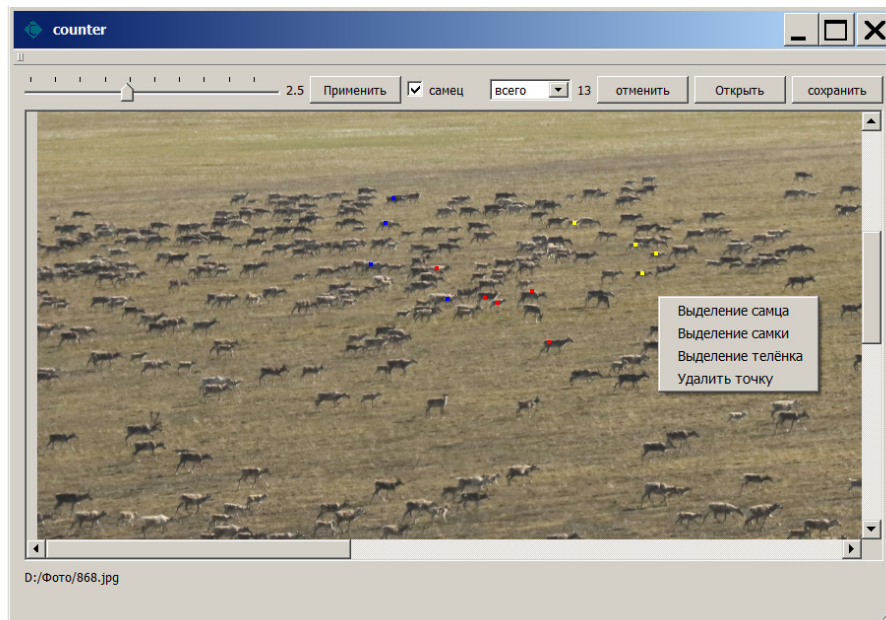 counter
2.5 Применить самец всего 13 отменить Открыть сохранить
Выделение самца
Выделение самки
Выделение телёнка
Удалить точку
D:/Фото/868.jpg